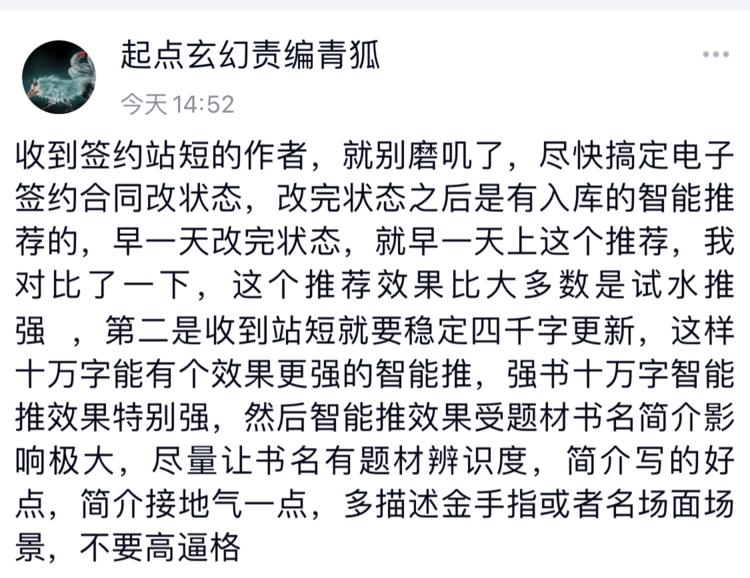 起点玄幻责编青狐
今天14:52
收到签约站短的作者，就别磨叽了，尽快搞定电子
签约合同改状态，改完状态之后是有入库的智能推
荐的，早一天改完状态，就早一天上这个推荐，我
对比了一下，这个推荐效果比大多数是试水推
强 ，第二是收到站短就要稳定四千字更新，这样
十万字能有个效果更强的智能推，强书十万字智能
推效果特别强，然后智能推效果受题材书名简介影
响极大，尽量让书名有题材辨识度，简介写的好
点，简介接地气一点，多描述金手指或者名场面场
景，不要高逼格